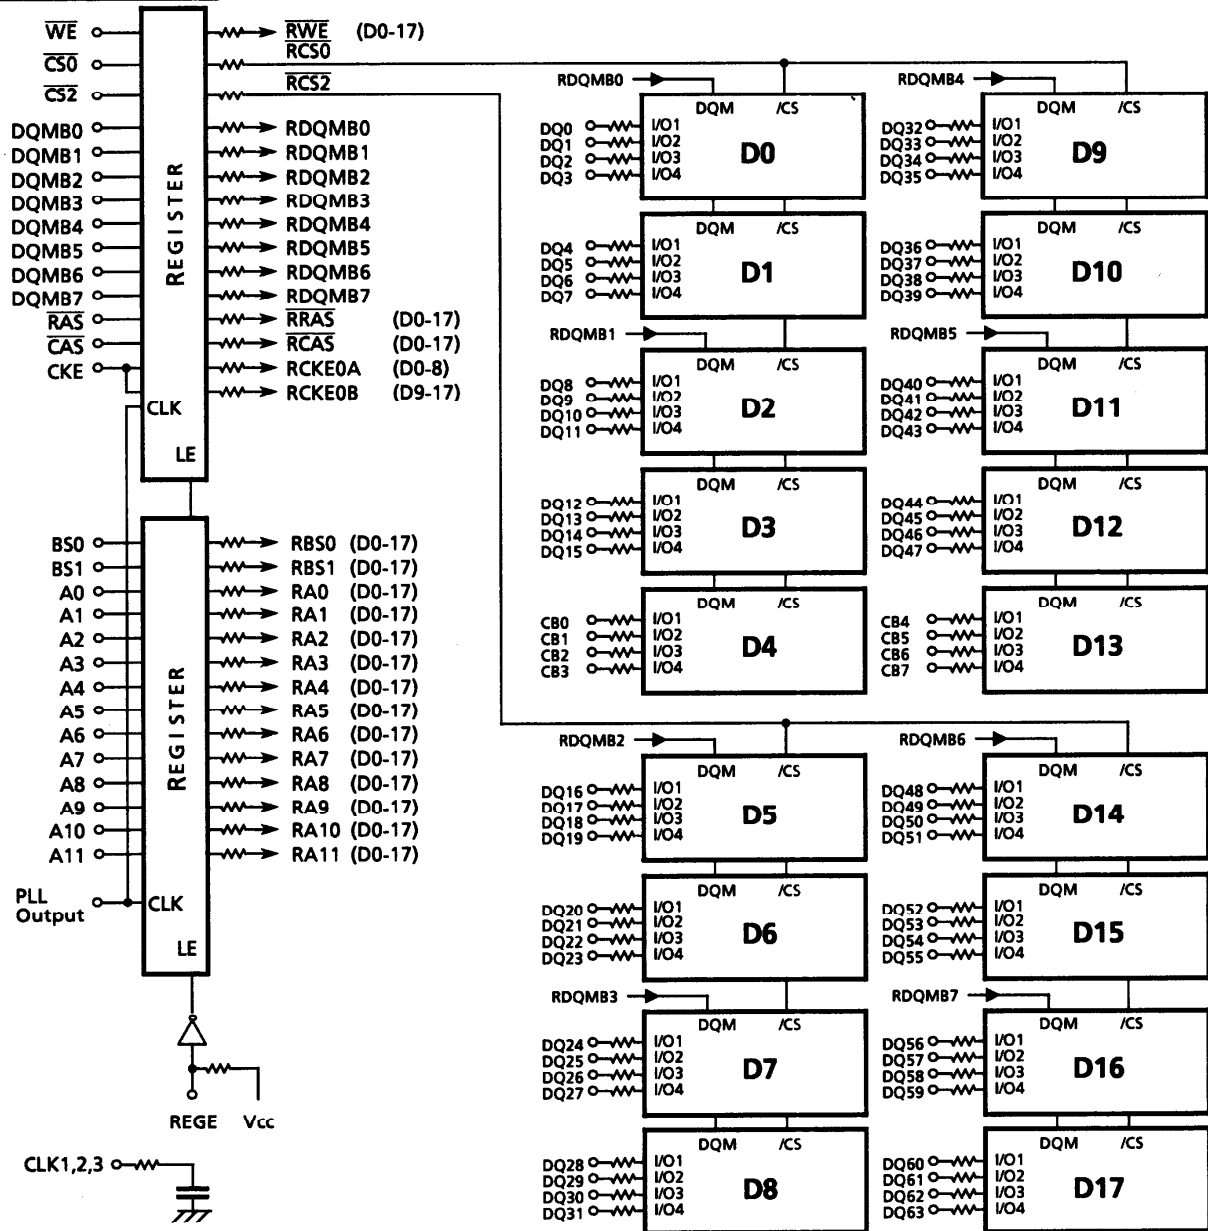 WE RWE (D0-17)
CS0 RCS0
CS2 RCS2
DQMB0 RDQMB0
DQMB1 RDQMB1
DQMB2 RDQMB2
DQMB3 RDQMB3
DQMB4 RDQMB4
DQMB5 RDQMB5
DQMB6 RDQMB6
DQMB7 RDQMB7
RAS RRAS (D0-17)
CAS RCAS (D0-17)
CKE RCKE0A (D0-8)
RCKE0B (D9-17)
CLK
LE
REGISTER
BS0 RBS0 (D0-17)
BS1 RBS1 (D0-17)
A0 RA0 (D0-17)
A1 RA1 (D0-17)
A2 RA2 (D0-17)
A3 RA3 (D0-17)
A4 RA4 (D0-17)
A5 RA5 (D0-17)
A6 RA6 (D0-17)
A7 RA7 (D0-17)
A8 RA8 (D0-17)
A9 RA9 (D0-17)
A10 RA10 (D0-17)
A11 RA11 (D0-17)
REGISTER
PLL
Output
CLK
LE
REGE Vcc
CLK1,2,3
RDQMB0
DQM /CS
DQ0 I/O1
DQ1 I/O2
DQ2 I/O3
DQ3 I/O4
D0
DQM /CS
DQ4 I/O1
DQ5 I/O2
DQ6 I/O3
DQ7 I/O4
D1
RDQMB1
DQM /CS
DQ8 I/O1
DQ9 I/O2
DQ10 I/O3
DQ11 I/O4
D2
DQM /CS
DQ12 I/O1
DQ13 I/O2
DQ14 I/O3
DQ15 I/O4
D3
DQM /CS
CB0 I/O1
CB1 I/O2
CB2 I/O3
CB3 I/O4
D4
RDQMB2
DQM /CS
DQ16 I/O1
DQ17 I/O2
DQ18 I/O3
DQ19 I/O4
D5
DQM /CS
DQ20 I/O1
DQ21 I/O2
DQ22 I/O3
DQ23 I/O4
D6
RDQMB3
DQM /CS
DQ24 I/O1
DQ25 I/O2
DQ26 I/O3
DQ27 I/O4
D7
DQM /CS
DQ28 I/O1
DQ29 I/O2
DQ30 I/O3
DQ31 I/O4
D8
RDQMB4
DQM /CS
DQ32 I/O1
DQ33 I/O2
DQ34 I/O3
DQ35 I/O4
D9
DQM /CS
DQ36 I/O1
DQ37 I/O2
DQ38 I/O3
DQ39 I/O4
D10
RDQMB5
DQM /CS
DQ40 I/O1
DQ41 I/O2
DQ42 I/O3
DQ43 I/O4
D11
DQM /CS
DQ44 I/O1
DQ45 I/O2
DQ46 I/O3
DQ47 I/O4
D12
DQM /CS
CB4 I/O1
CB5 I/O2
CB6 I/O3
CB7 I/O4
D13
RDQMB6
DQM /CS
DQ48 I/O1
DQ49 I/O2
DQ50 I/O3
DQ51 I/O4
D14
DQM /CS
DQ52 I/O1
DQ53 I/O2
DQ54 I/O3
DQ55 I/O4
D15
RDQMB7
DQM /CS
DQ56 I/O1
DQ57 I/O2
DQ58 I/O3
DQ59 I/O4
D16
DQM /CS
DQ60 I/O1
DQ61 I/O2
DQ62 I/O3
DQ63 I/O4
D17